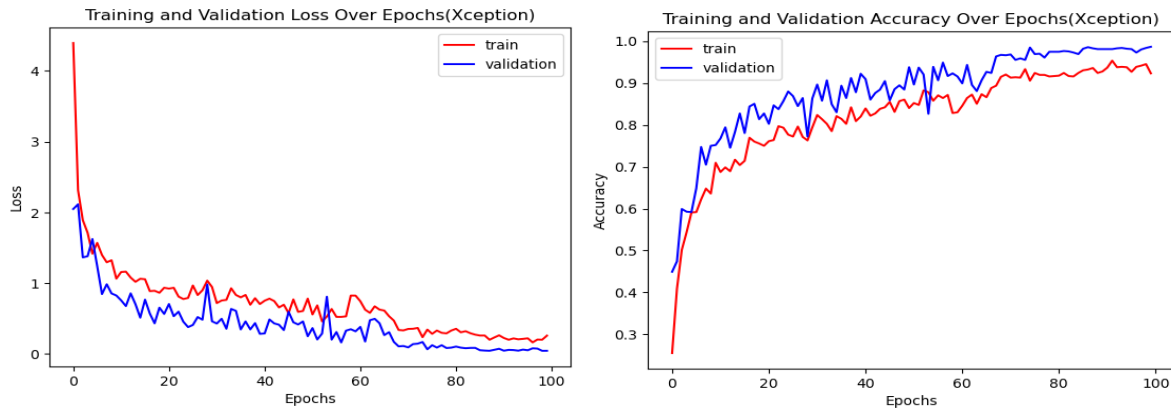 Training and Validation Loss Over Epochs(Xception)
4
3
2
1
0
Loss
train
validation
0 20 40 60 80 100
Epochs
Training and Validation Accuracy Over Epochs(Xception)
1.0
0.9
0.8
0.7
0.6
0.5
0.4
0.3
Accuracy
train
validation
0 20 40 60 80 100
Epochs